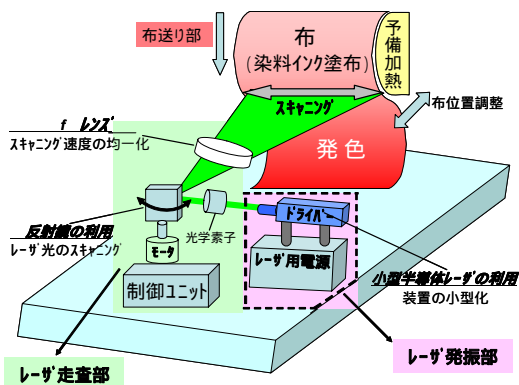 布送り部
布
(染料インク塗布)
予備加熱
スキャニング
布位置調整
発色
f レンズ
スキャニング速度の均一化
反射鏡の利用
レーザ光のスキャニング
モータ
光学素子
ドライバー
レーザ用電源
制御ユニット
小型半導体レーザの利用
装置の小型化
レーザ走査部
レーザ発振部